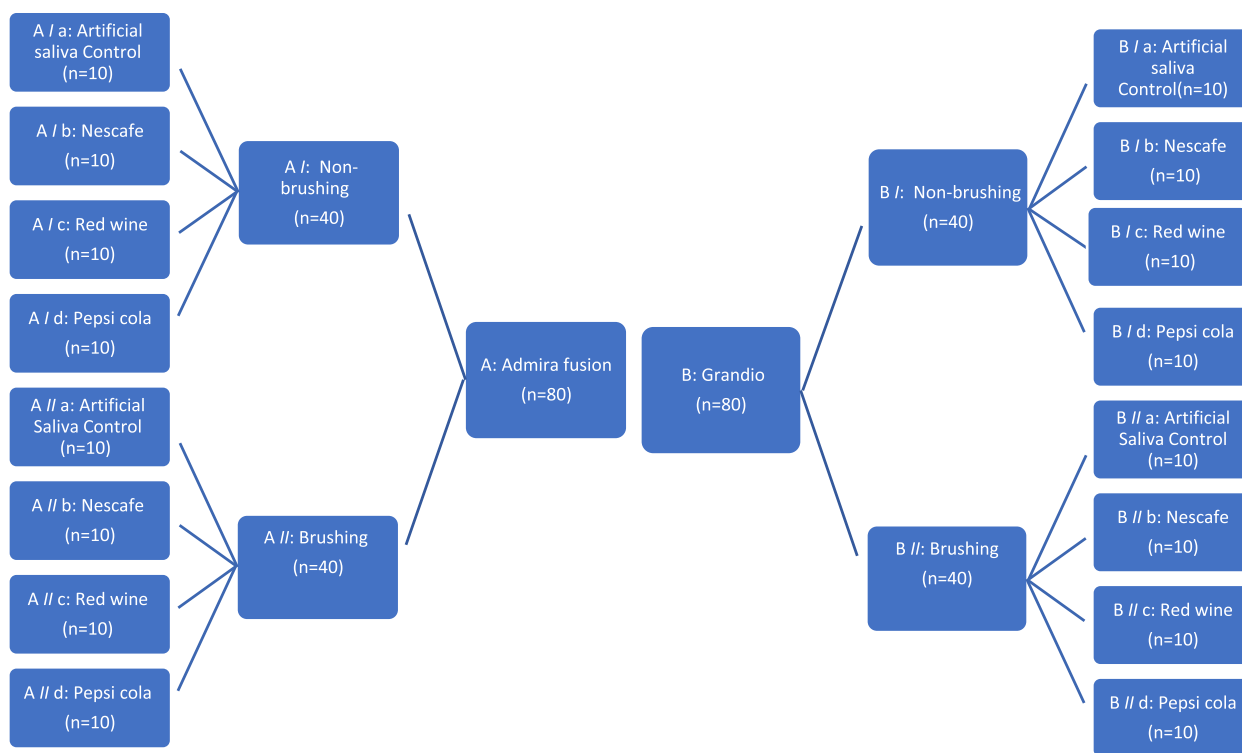 A I a: Artificial
saliva Control
(n=10)
A I b: Nescafe
(n=10)
A I c: Red wine
(n=10)
A I d: Pepsi cola
(n=10)
A II a: Artificial
Saliva Control
(n=10)
A II b: Nescafe
(n=10)
A II c: Red wine
(n=10)
A II d: Pepsi cola
(n=10)
A I:  Non-
brushing
(n=40)
A II: Brushing
(n=40)
A: Admira fusion
(n=80)
B: Grandio
(n=80)
B I:  Non-brushing
(n=40)
B II: Brushing
(n=40)
B I a: Artificial
saliva
Control(n=10)
B I b: Nescafe
(n=10)
B I c: Red wine
(n=10)
B I d: Pepsi cola
(n=10)
B II a: Artificial
Saliva Control
(n=10)
B II b: Nescafe
(n=10)
B II c: Red wine
(n=10)
B II d: Pepsi cola
(n=10)